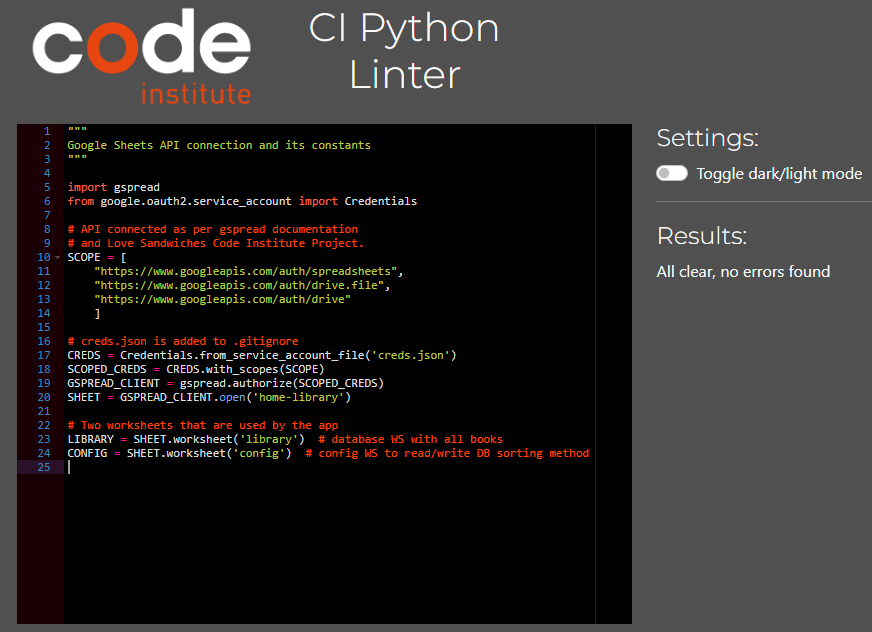 code
institute
CI Python
Linter
1 """
2 Google Sheets API connection and its constants
3 """
4
5 import gspread
6 from google.oauth2.service_account import Credentials
7
8 # API connected as per gspread documentation
9 # and Love Sandwiches Code Institute Project.
10 SCOPE = [
11     "https://www.googleapis.com/auth/spreadsheets",
12     "https://www.googleapis.com/auth/drive.file",
13     "https://www.googleapis.com/auth/drive"
14     ]
15
16 # creds.json is added to .gitignore
17 CREDS = Credentials.from_service_account_file('creds.json')
18 SCOPED_CREDS = CREDS.with_scopes(SCOPE)
19 GSPREAD_CLIENT = gspread.authorize(SCOPED_CREDS)
20 SHEET = GSPREAD_CLIENT.open('home-library')
21
22 # Two worksheets that are used by the app
23 LIBRARY = SHEET.worksheet('library')  # database WS with all books
24 CONFIG = SHEET.worksheet('config')  # config WS to read/write DB sorting method
25
Settings:
Toggle dark/light mode
Results:
All clear, no errors found